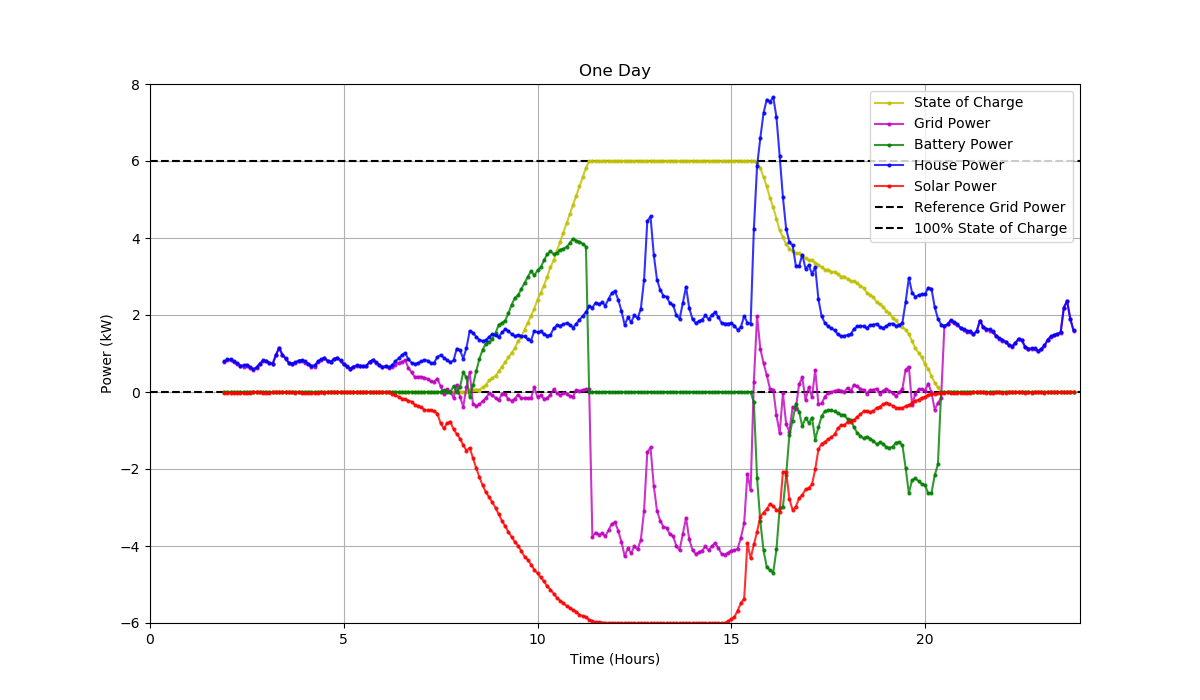 One Day
State of Charge
Grid Power
Battery Power
House Power
Solar Power
Reference Grid Power
100% State of Charge
Power (kW)
8
6
4
2
0
−2
−4
−6
0 5 10 15 20
Time (Hours)